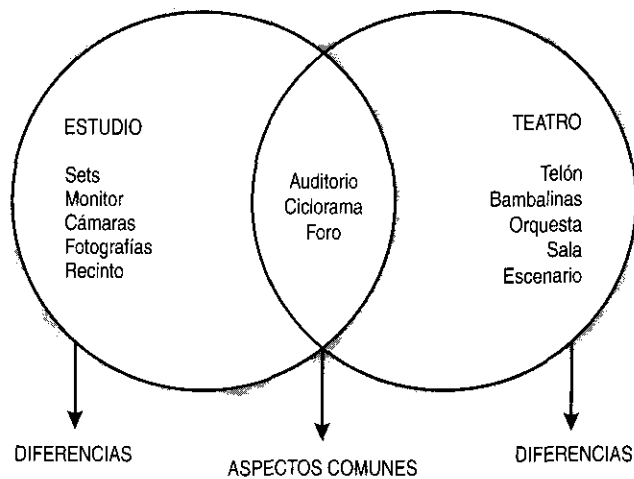 ESTUDIO
Sets
Monitor
Cámaras
Fotografías
Recinto
Auditorio
Ciclorama
Foro
TEATRO
Telón
Bambalinas
Orquesta
Sala
Escenario
DIFERENCIAS
ASPECTOS COMUNES
DIFERENCIAS